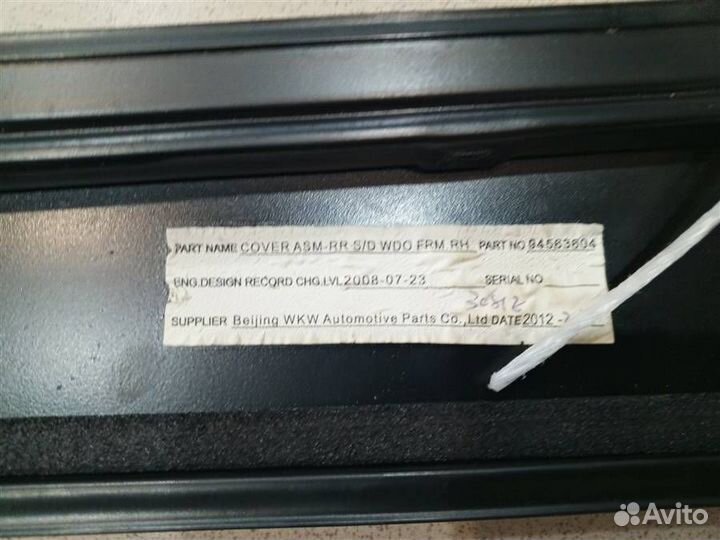 PART NAME COVER ASM-RR S/D WDO FRM RH PART NO 94563604
ENG.DESIGN RECORD CHG.LVL 2008-07-23 SERIAL NO
SUPPLIER Beijing WKW Automotive Parts Co.,Ltd DATE 2012-
Avito